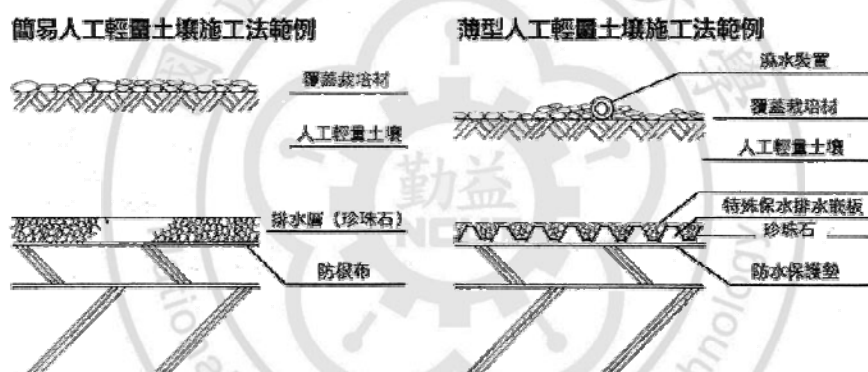 簡易人工輕量土壤施工法範例
覆蓋栽培材
人工輕量土壤
排水層（珍珠石）
防根布
薄型人工輕量土壤施工法範例
滴水裝置
覆蓋栽培材
人工輕量土壤
特殊保水排水嵌板
珍珠石
防水保護墊
勤益
NCUT